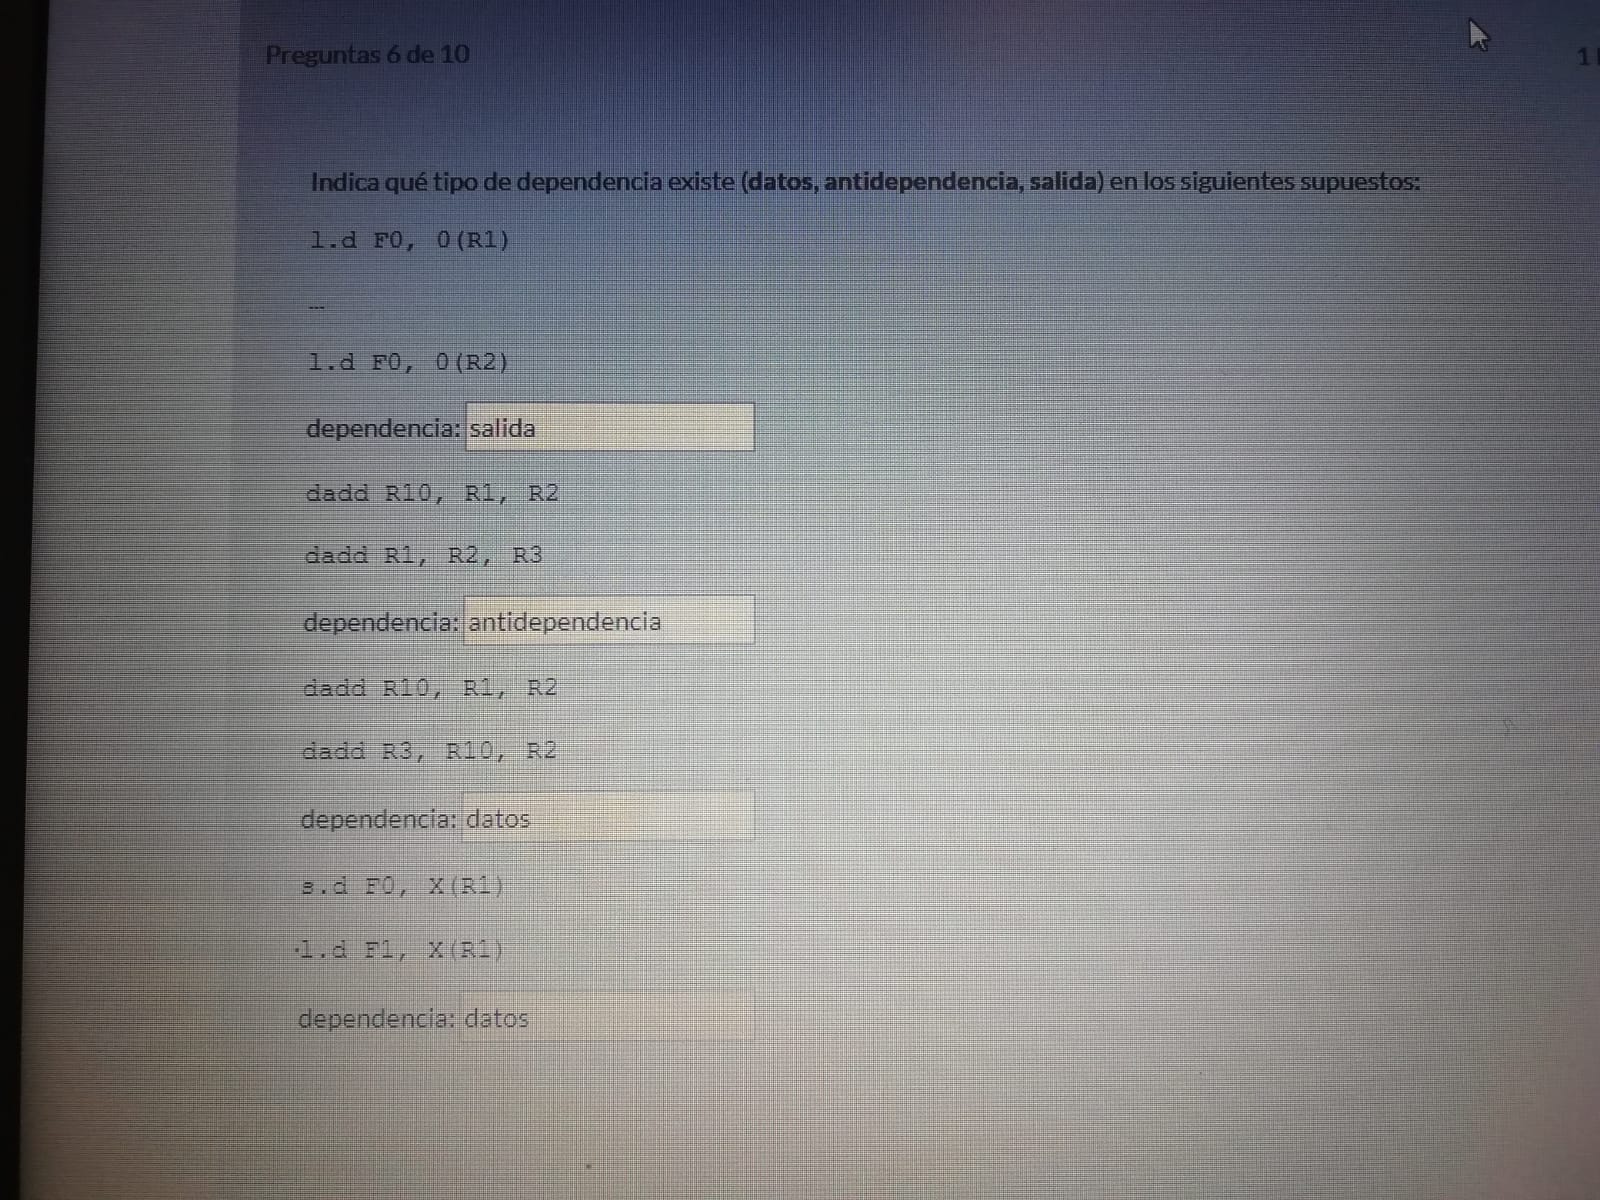 Preguntas 6 de 10
Indica qué tipo de dependencia existe (datos, antidependencia, salida) en los siguientes supuestos:
l.d F0, 0(R1)
...
l.d F0, 0(R2)
dependencia: salida
dadd R10, R1, R2
dadd R1, R2, R3
dependencia: antidependencia
dadd R10, R1, R2
dadd R3, R10, R2
dependencia: datos
s.d F0, X(R1)
l.d F1, X(R1)
dependencia: datos